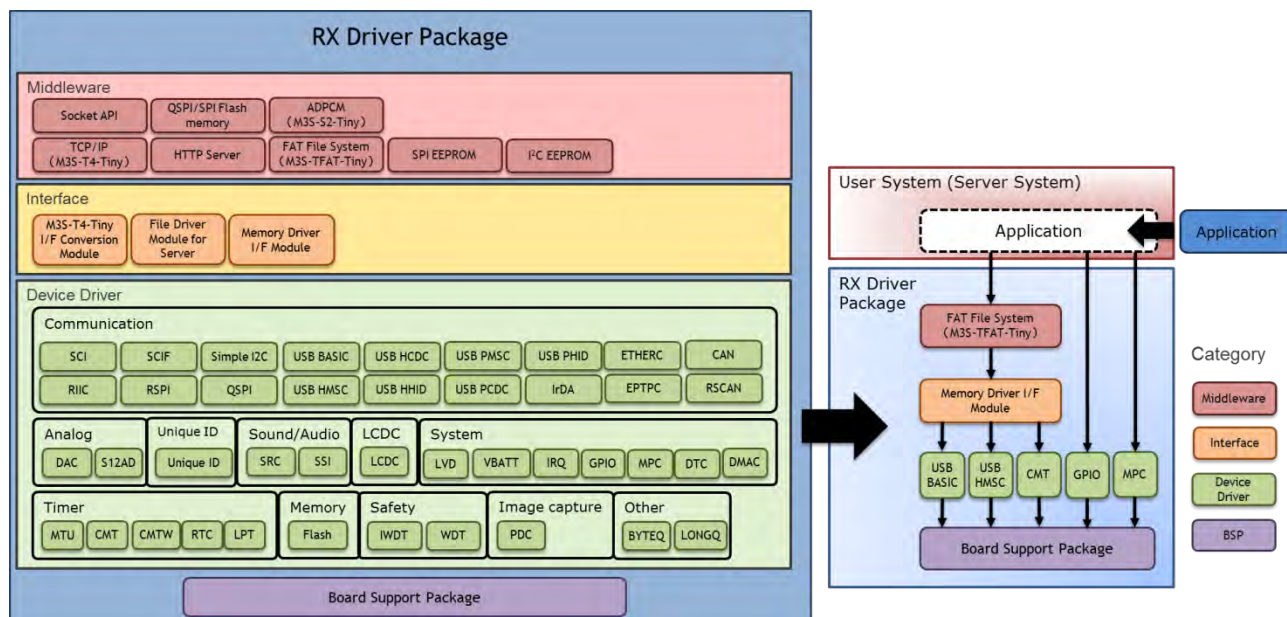 RX Driver Package
Middleware
Socket API
QSPI/SPI Flash
memory
ADPCM
(M3S-S2-Tiny)
TCP/IP
(M3S-T4-Tiny)
HTTP Server
FAT File System
(M3S-TFAT-Tiny)
SPI EEPROM
I²C EEPROM
Interface
M3S-T4-Tiny
I/F Conversion
Module
File Driver
Module for
Server
Memory Driver
I/F Module
Device Driver
Communication
SCI
SCIF
Simple I2C
USB BASIC
USB HCDC
USB PMSC
USB PHID
ETHERC
CAN
RIIC
RSPI
QSPI
USB HMSC
USB HHID
USB PCDC
IrDA
EPTPC
RSCAN
Analog
DAC
S12AD
Unique ID
Unique ID
Sound/Audio
SRC
SSI
LCDC
LCDC
System
LVD
VBATT
IRQ
GPIO
MPC
DTC
DMAC
Timer
MTU
CMT
CMTW
RTC
LPT
Memory
Flash
Safety
IWDT
WDT
Image capture
PDC
Other
BYTEQ
LONGQ
Board Support Package
User System (Server System)
Application
Application
RX Driver
Package
FAT File System
(M3S-TFAT-Tiny)
Memory Driver I/F
Module
USB
BASIC
USB
HMSC
CMT
GPIO
MPC
Board Support Package
Category
Middleware
Interface
Device
Driver
BSP